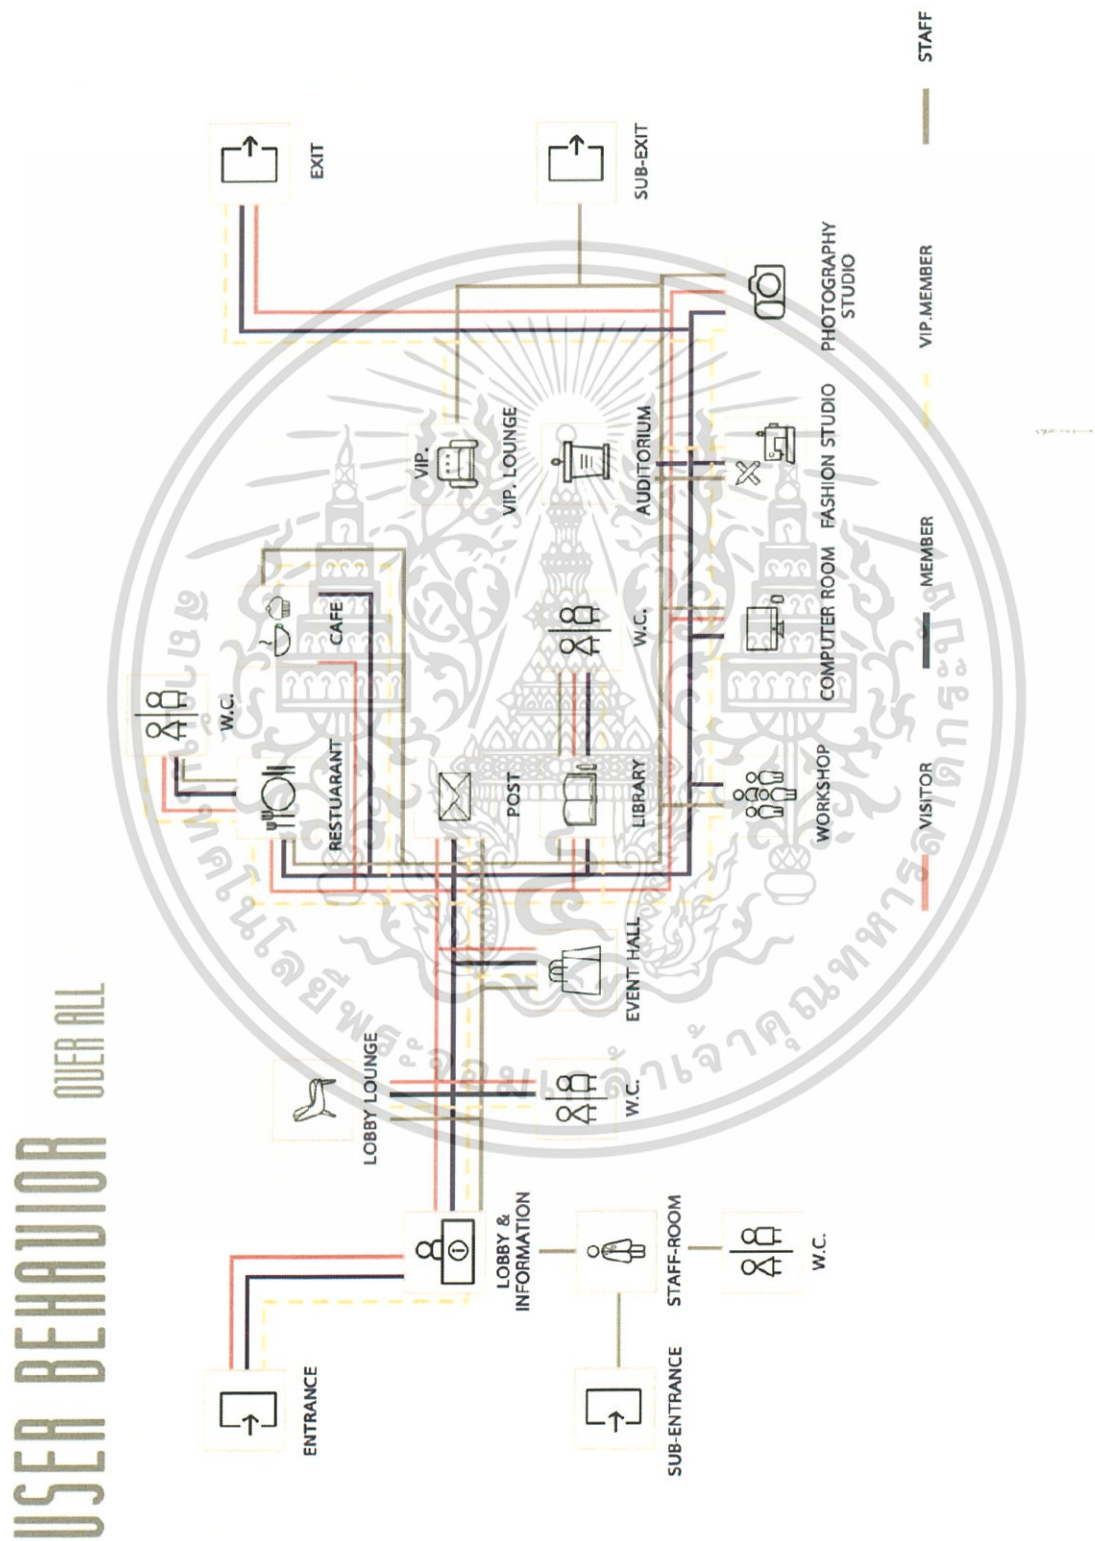 USER BEHAVIOR OVER ALL
ENTRANCE
LOBBY &
INFORMATION
LOBBY LOUNGE
W.C.
EVENT HALL
SUB-ENTRANCE
STAFF-ROOM
W.C.
RESTUARANT
W.C.
CAFE
POST
LIBRARY
W.C.
VIP.
VIP. LOUNGE
AUDITORIUM
WORKSHOP
COMPUTER ROOM
FASHION STUDIO
PHOTOGRAPHY
STUDIO
EXIT
SUB-EXIT
VISITOR
MEMBER
VIP.MEMBER
STAFF